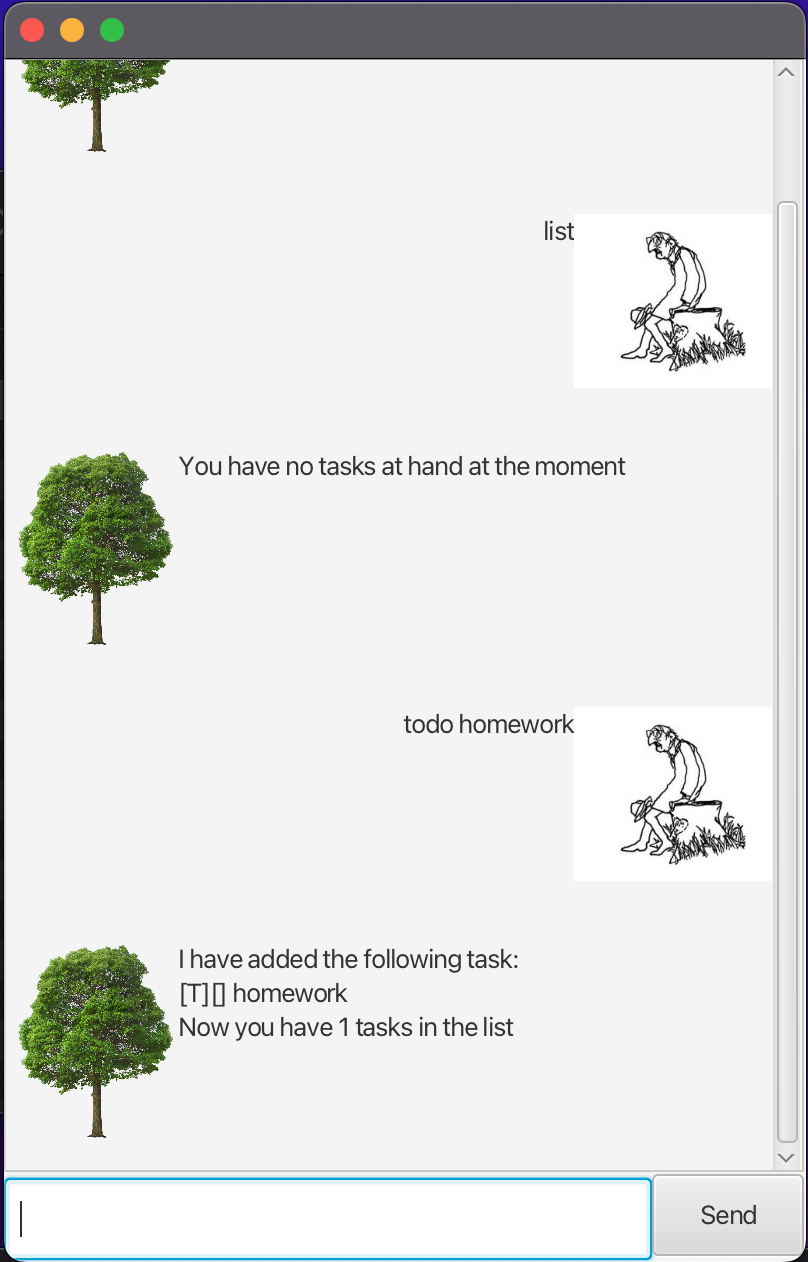 list
You have no tasks at hand at the moment
todo homework
I have added the following task:
[T][] homework
Now you have 1 tasks in the list
Send